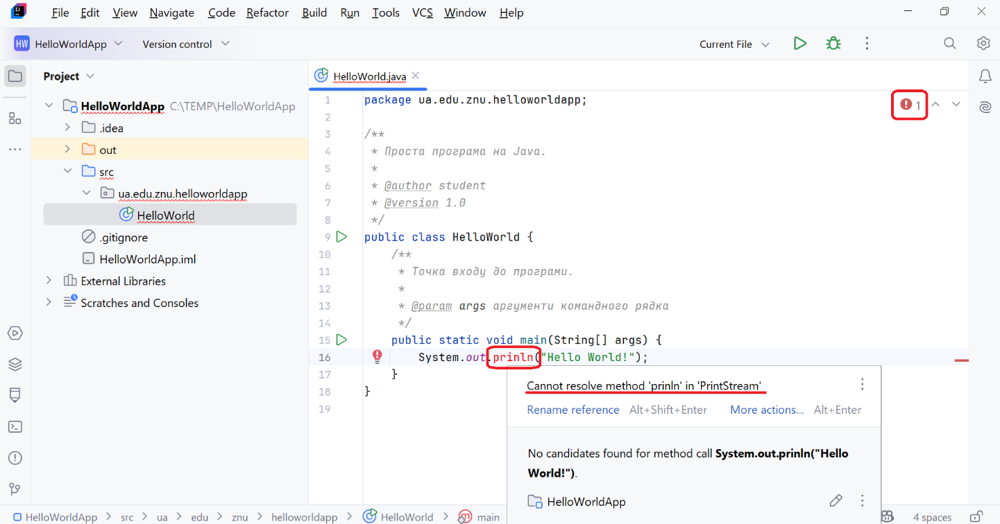 File Edit View Navigate Code Refactor Build Run Tools VCS Window Help
HW HelloWorldApp Version control Current File
Project
HelloWorld.java
HelloWorldApp C:\TEMP\HelloWorldApp
.idea
out
src
ua.edu.znu.helloworldapp
HelloWorld
.gitignore
HelloWorldApp.iml
External Libraries
Scratches and Consoles
1 package ua.edu.znu.helloworldapp;
2
3 /**
4 * Проста програма на Java.
5 *
6 * @author student
7 * @version 1.0
8 */
9 public class HelloWorld {
10 /**
11 * Точка входу до програми.
12 *
13 * @param args аргументи командного рядка
14 */
15 public static void main(String[] args) {
16 System.out.prinln("Hello World!");
17 }
18 }
19
1
Cannot resolve method 'prinln' in 'PrintStream'
Rename reference Alt+Shift+Enter More actions... Alt+Enter
No candidates found for method call System.out.prinln("Hello
World!").
HelloWorldApp
HelloWorldApp > src > ua > edu > znu > helloworldapp > HelloWorld > m main 4 spaces